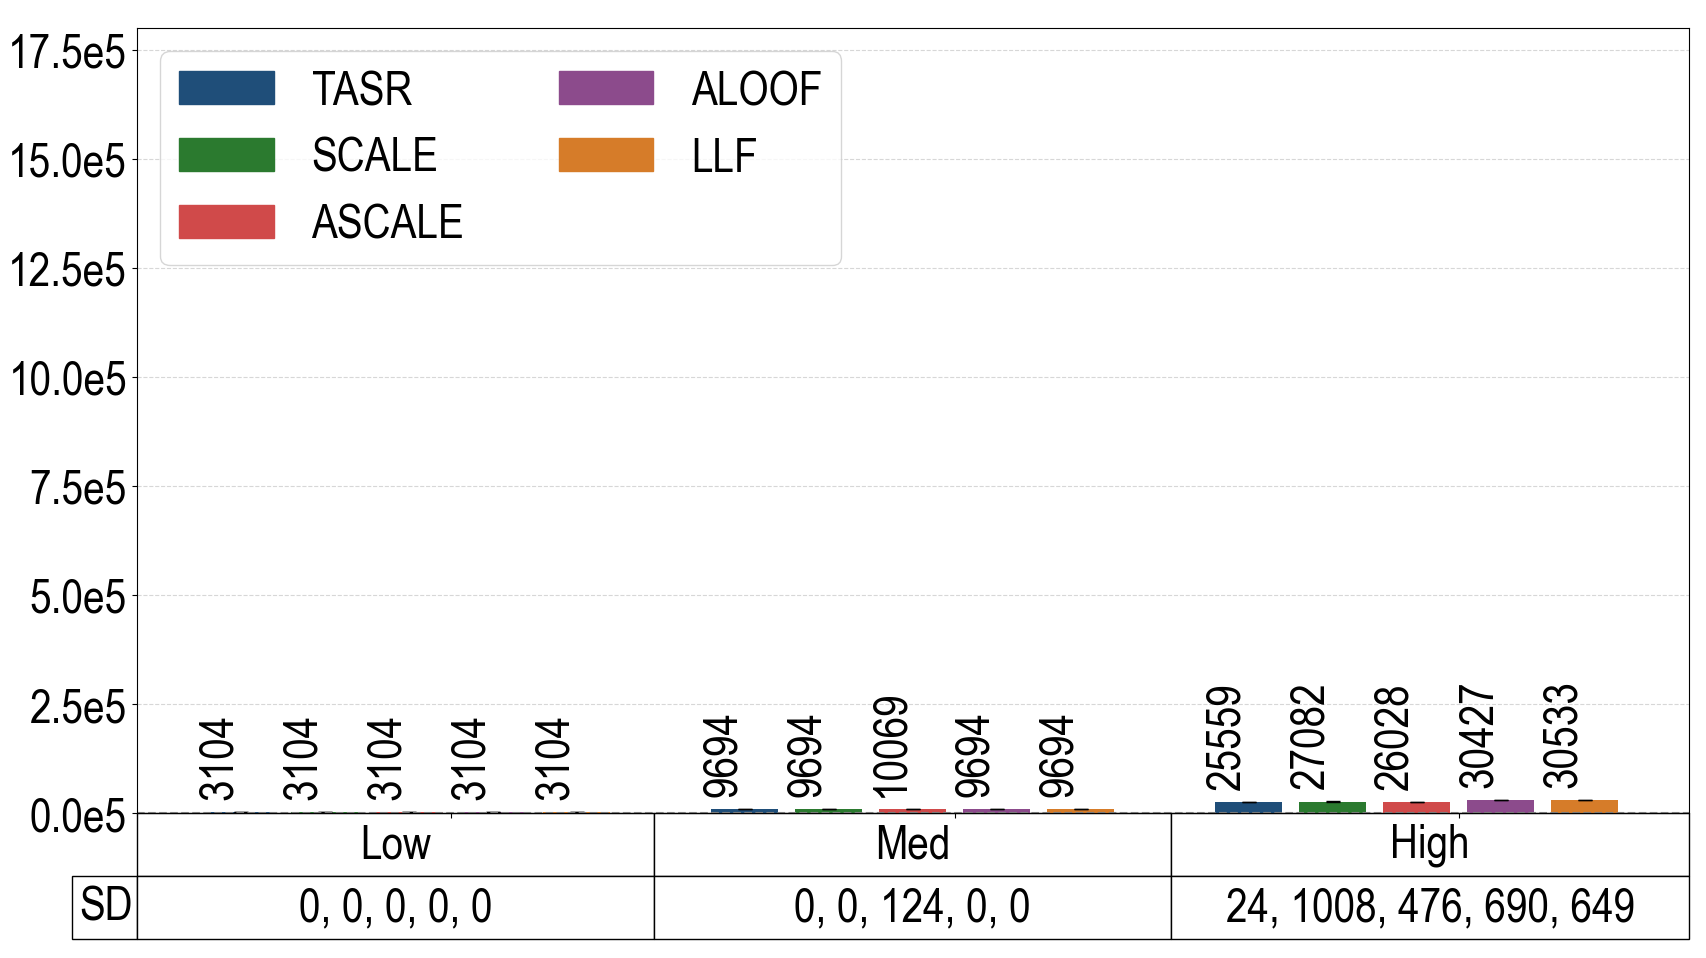 17.5e5
15.0e5
12.5e5
10.0e5
7.5e5
5.0e5
2.5e5
0.0e5
TASR
SCALE
ASCALE
ALOOF
LLF
3104
3104
3104
3104
3104
9694
9694
10069
9694
9694
25559
27082
26028
30427
30533
Low
Med
High
SD
0, 0, 0, 0, 0
0, 0, 124, 0, 0
24, 1008, 476, 690, 649